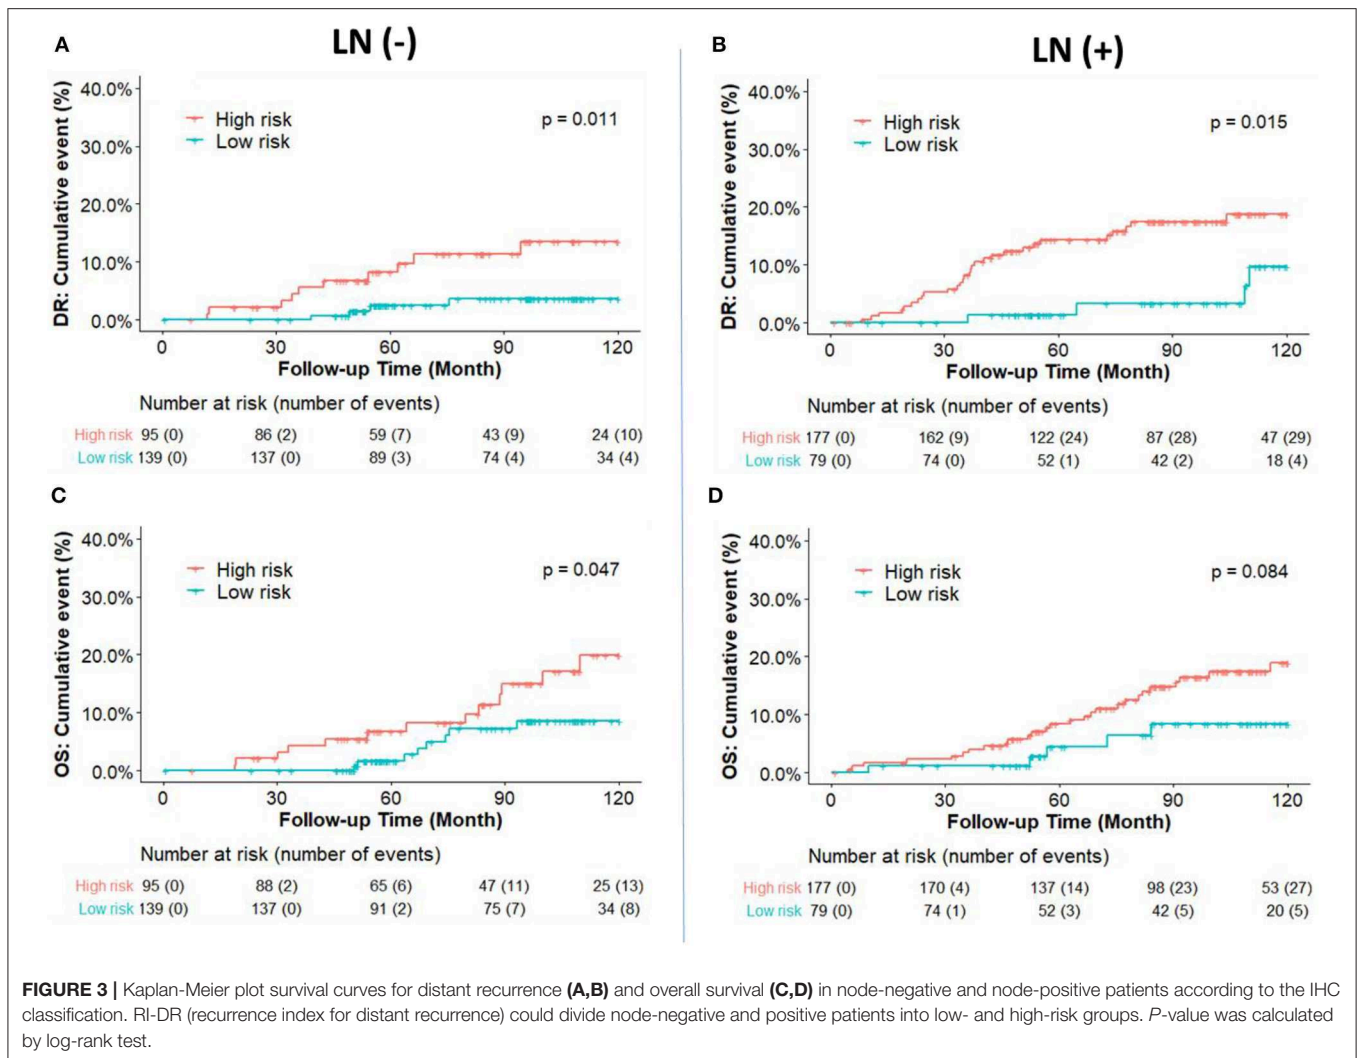 A
LN (-)
DR: Cumulative event (%)
40.0%
30.0%
20.0%
10.0%
0.0%
High risk
Low risk
p = 0.011
0 30 60 90 120
Follow-up Time (Month)
Number at risk (number of events)
High risk 95 (0) 86 (2) 59 (7) 43 (9) 24 (10)
Low risk 139 (0) 137 (0) 89 (3) 74 (4) 34 (4)
B
LN (+)
DR: Cumulative event (%)
40.0%
30.0%
20.0%
10.0%
0.0%
High risk
Low risk
p = 0.015
0 30 60 90 120
Follow-up Time (Month)
Number at risk (number of events)
High risk 177 (0) 162 (9) 122 (24) 87 (28) 47 (29)
Low risk 79 (0) 74 (0) 52 (1) 42 (2) 18 (4)
C
OS: Cumulative event (%)
40.0%
30.0%
20.0%
10.0%
0.0%
High risk
Low risk
p = 0.047
0 30 60 90 120
Follow-up Time (Month)
Number at risk (number of events)
High risk 95 (0) 88 (2) 65 (6) 47 (11) 25 (13)
Low risk 139 (0) 137 (0) 91 (2) 75 (7) 34 (8)
D
OS: Cumulative event (%)
40.0%
30.0%
20.0%
10.0%
0.0%
High risk
Low risk
p = 0.084
0 30 60 90 120
Follow-up Time (Month)
Number at risk (number of events)
High risk 177 (0) 170 (4) 137 (14) 98 (23) 53 (27)
Low risk 79 (0) 74 (1) 52 (3) 42 (5) 20 (5)
FIGURE 3 | Kaplan-Meier plot survival curves for distant recurrence (A,B) and overall survival (C,D) in node-negative and node-positive patients according to the IHC
classification. RI-DR (recurrence index for distant recurrence) could divide node-negative and positive patients into low- and high-risk groups. P-value was calculated
by log-rank test.